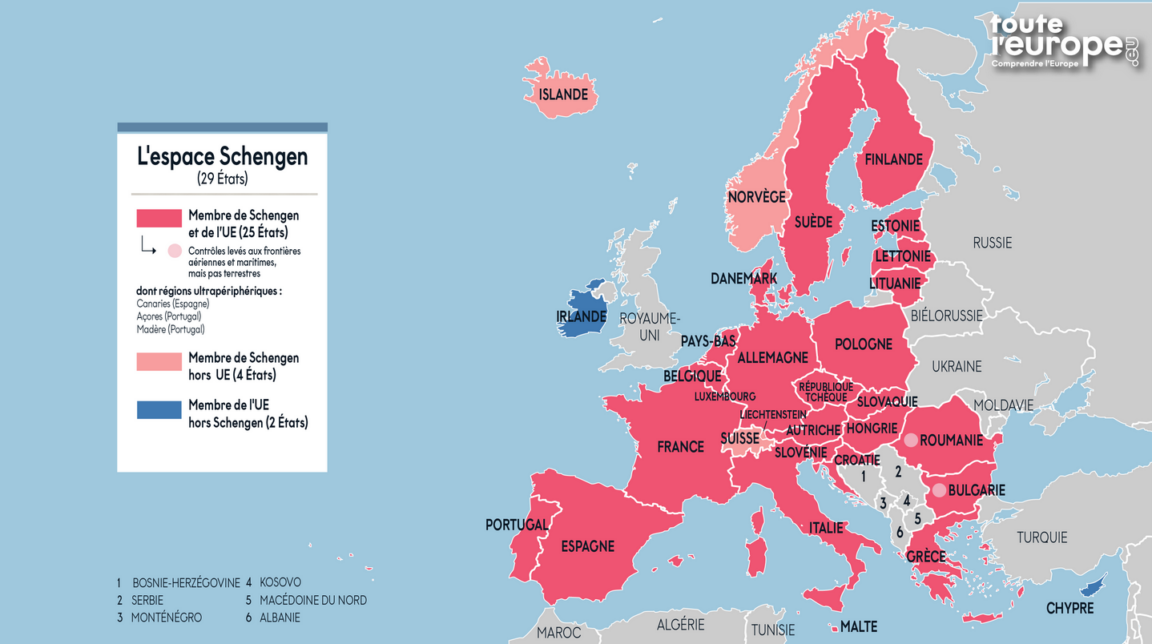 toute
l'europe.eu
Comprendre l'Europe
L'espace Schengen
(29 États)
Membre de Schengen
et de l'UE (25 États)
Contrôles levés aux frontières
aériennes et maritimes,
mais pas terrestres
dont régions ultrapériphériques :
Canaries (Espagne)
Açores (Portugal)
Madère (Portugal)
Membre de Schengen
hors UE (4 États)
Membre de l'UE
hors Schengen (2 États)
ISLANDE
FINLANDE
NORVÈGE
SUÈDE
ESTONIE
RUSSIE
LETTONIE
DANEMARK
LITUANIE
IRLANDE
ROYAUME-
UNI
BIÉLORUSSIE
PAYS-BAS
POLOGNE
ALLEMAGNE
UKRAINE
BELGIQUE
RÉPUBLIQUE
TCHÈQUE
LUXEMBOURG
SLOVAQUIE
MOLDAVIE
LIECHTENSTEIN
AUTRICHE
HONGRIE
SUISSE
ROUMANIE
FRANCE
SLOVÉNIE
CROATIE
1
2
BULGARIE
3
4
5
6
PORTUGAL
ESPAGNE
ITALIE
TURQUIE
GRÈCE
CHYPRE
MALTE
MAROC
ALGÉRIE
TUNISIE
1 BOSNIE-HERZÉGOVINE 4 KOSOVO
2 SERBIE 5 MACÉDOINE DU NORD
3 MONTÉNÉGRO 6 ALBANIE